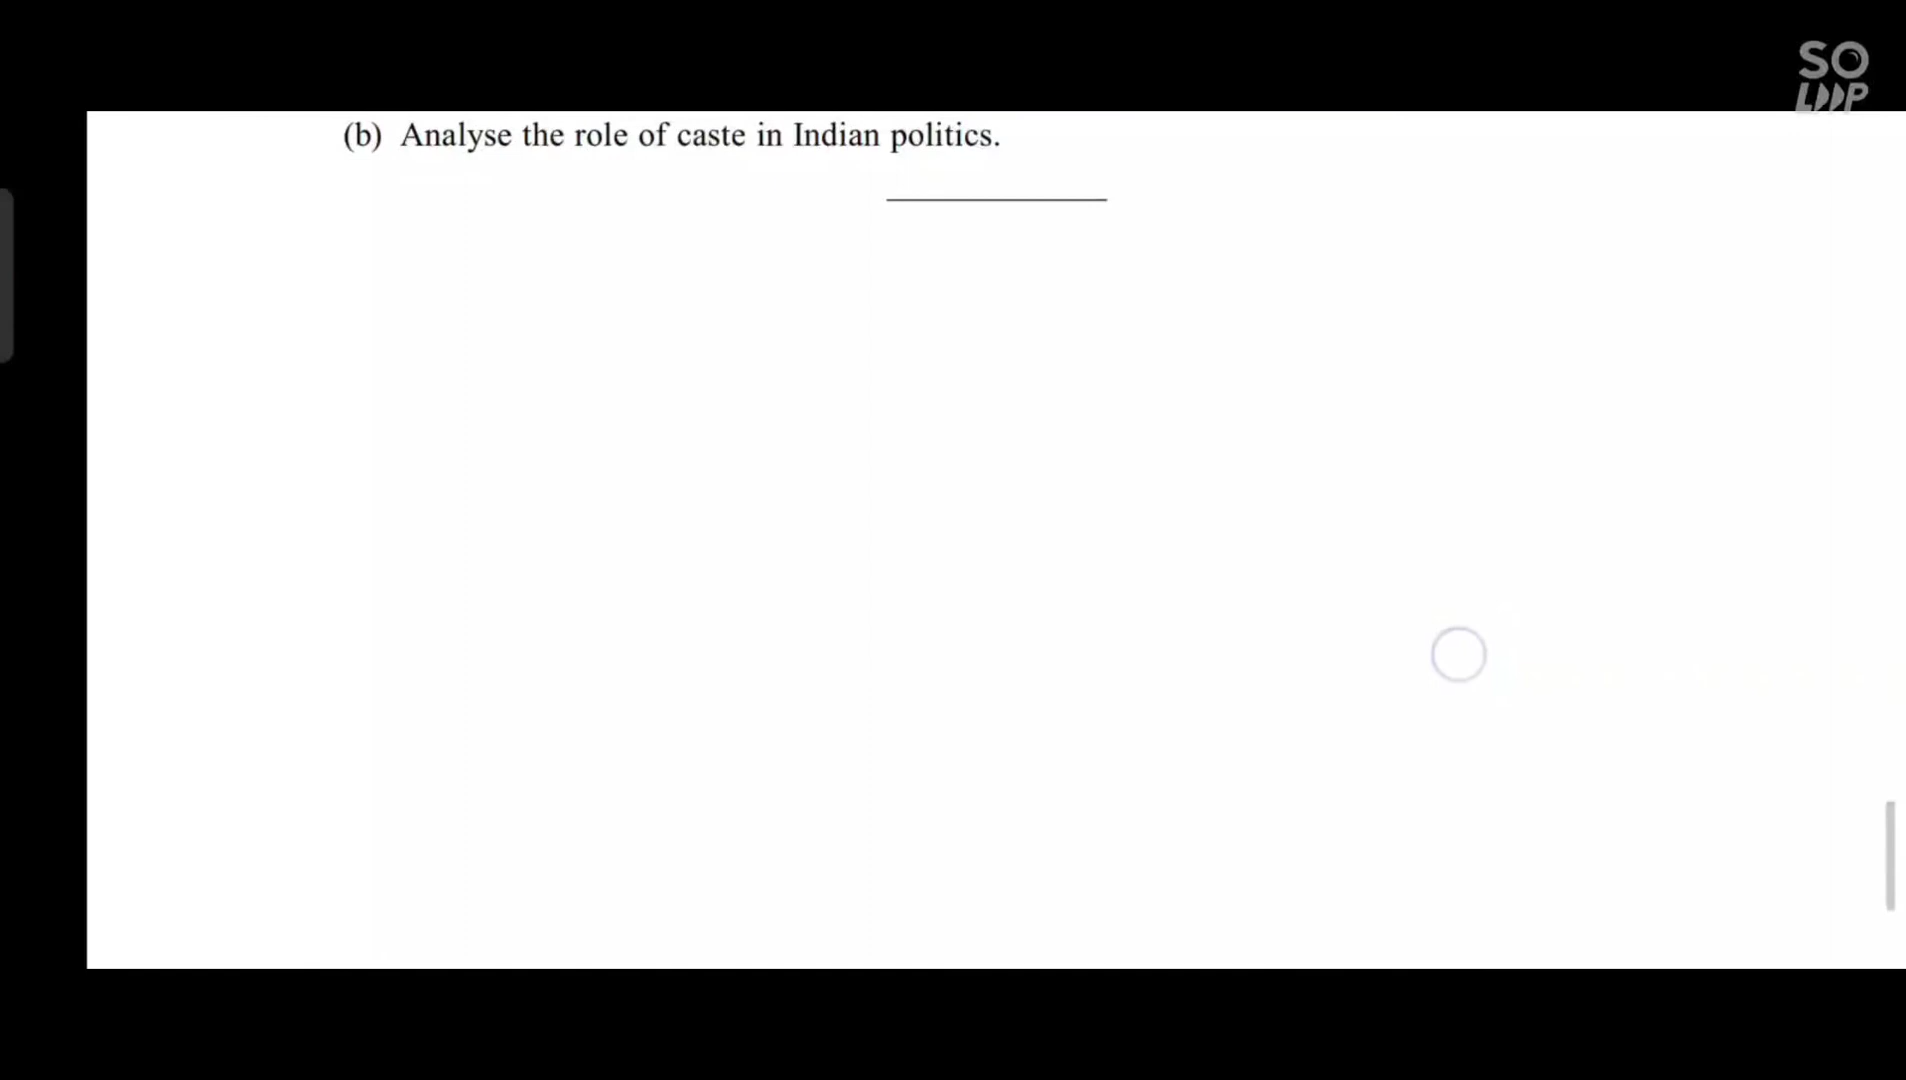 SO
LOOP
(b) Analyse the role of caste in Indian politics.